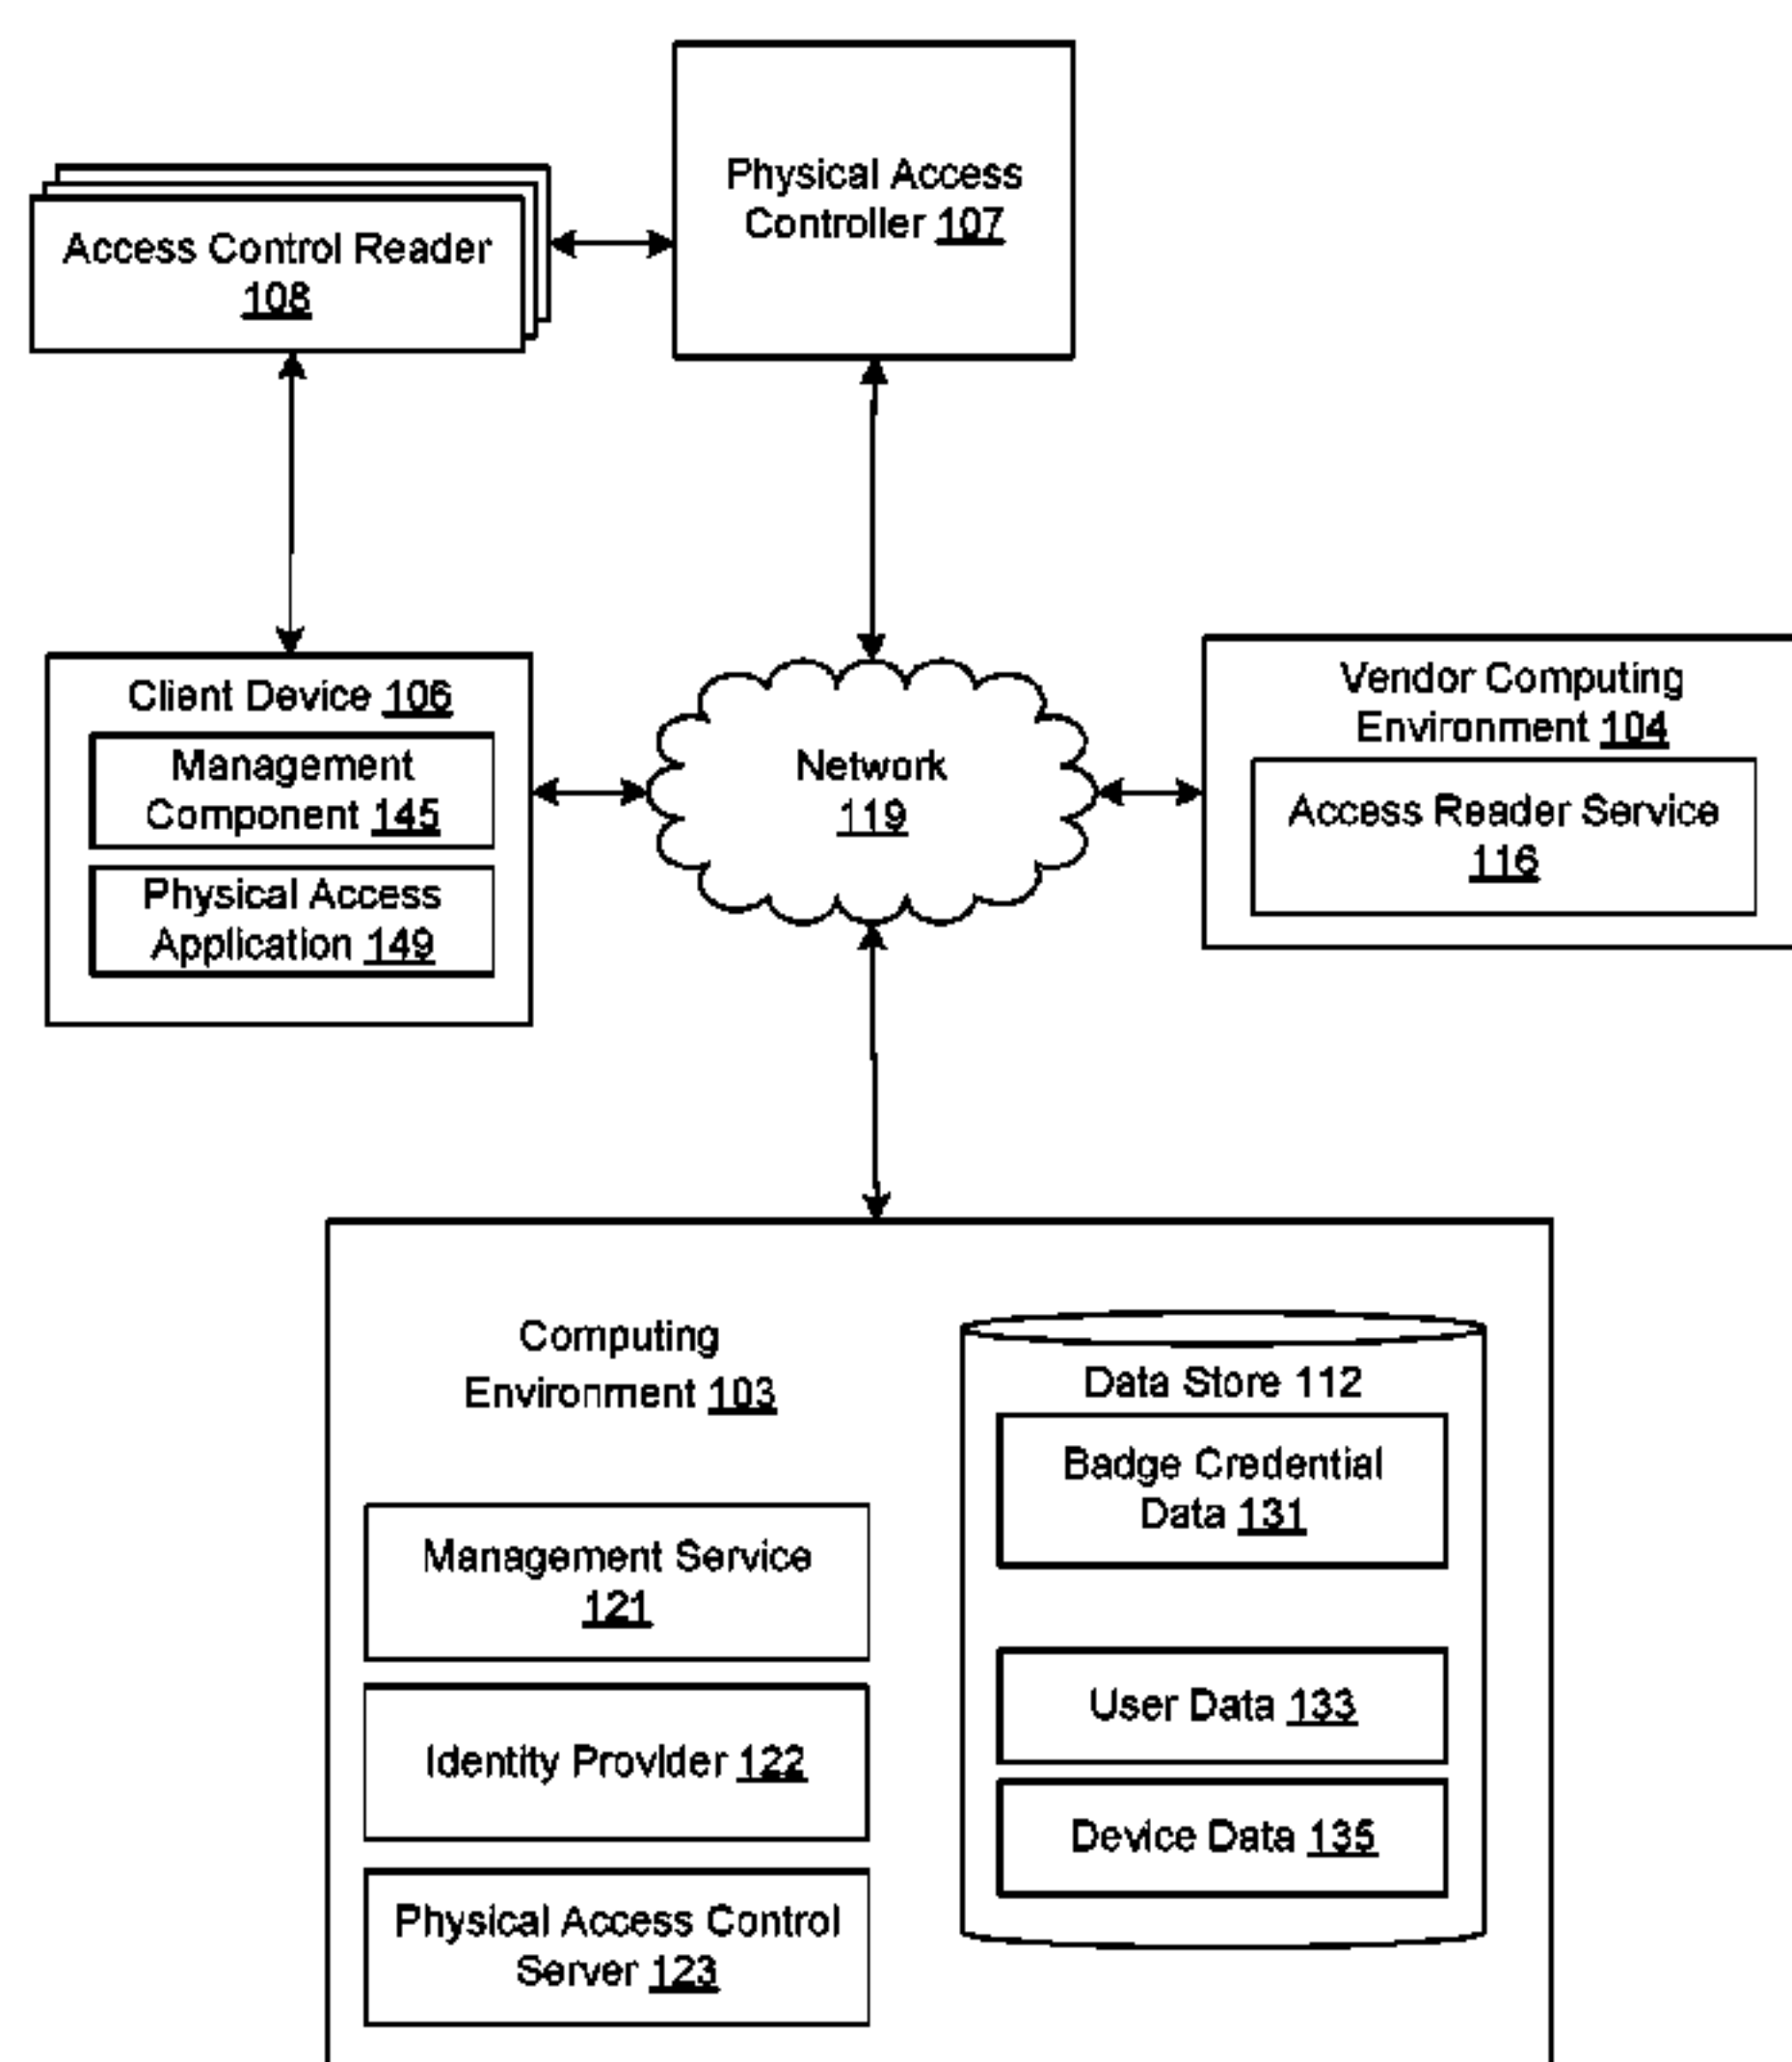 Physical Access
Controller 107
Access Control Reader
108
Client Device 106
Management
Component 145
Physical Access
Application 149
Network
119
Vendor Computing
Environment 104
Access Reader Service
116
Computing
Environment 103
Management Service
121
Identity Provider 122
Physical Access Control
Server 123
Data Store 112
Badge Credential
Data 131
User Data 133
Device Data 135